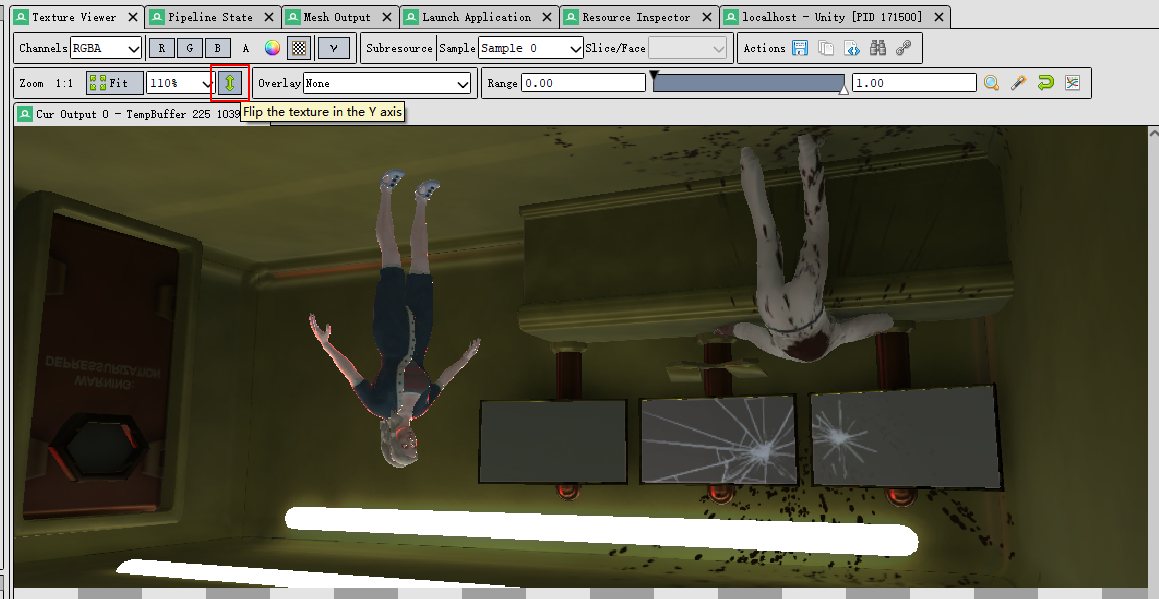 Texture Viewer Pipeline State Mesh Output Launch Application Resource Inspector localhost - Unity [PID 171500]
Channels RGBA R G B A γ Subresource Sample Sample 0 Slice/Face Actions
Zoom 1:1 Fit 110% Overlay None Range 0.00 1.00
Cur Output 0 - TempBuffer 225 1039
Flip the texture in the Y axis
DEPRESSURIZATION
WARNING: